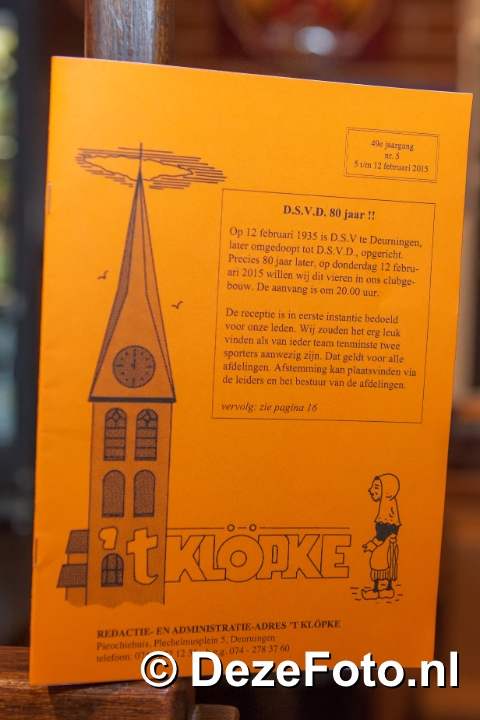 49e jaargang
nr. 5
5 t/m 12 februari 2015
D.S.V.D. 80 jaar !!
Op 12 februari 1935 is D.S.V te Deurningen,
later omgedoopt tot D.S.V.D., opgericht.
Precies 80 jaar later, op donderdag 12 febru-
ari 2015 willen wij dit vieren in ons clubge-
bouw. De aanvang is om 20.00 uur.
De receptie is in eerste instantie bedoeld
voor onze leden. Wij zouden het erg leuk
vinden als van ieder team tenminste twee
sporters aanwezig zijn. Dat geldt voor alle
afdelingen. Afstemming kan plaatsvinden via
de leiders en het bestuur van de afdelingen.
vervolg: zie pagina 16
't KLÖPKE
REDACTIE- EN ADMINISTRATIE-ADRES 'T KLÖPKE
Parochiehuis, Plechelmusplein 5, Deurningen
telefoon: 074 - 278 37 60
© DezeFoto.nl